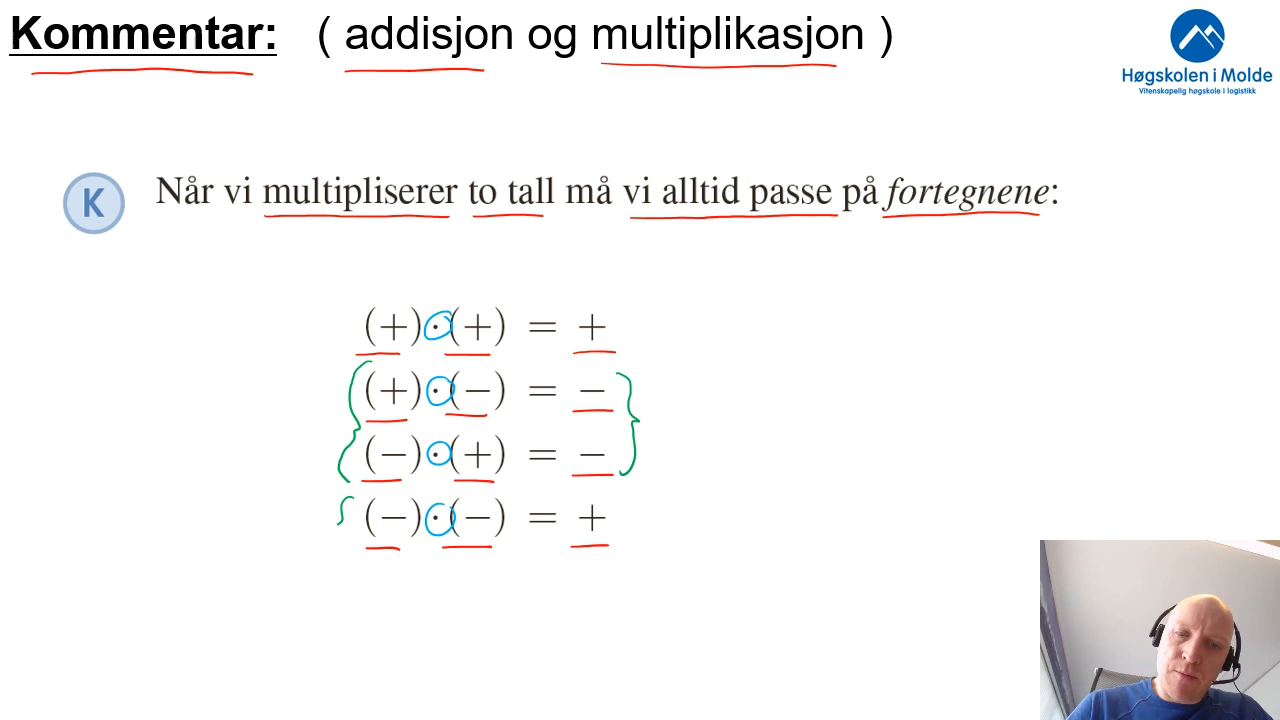 Kommentar: ( addisjon og multiplikasjon )
Høgskolen i Molde
Vitenskapelig høgskole i logistikk
K Når vi multipliserer to tall må vi alltid passe på fortegnene:
(+) · (+) = +
(+) · (−) = −
(−) · (+) = −
(−) · (−) = +